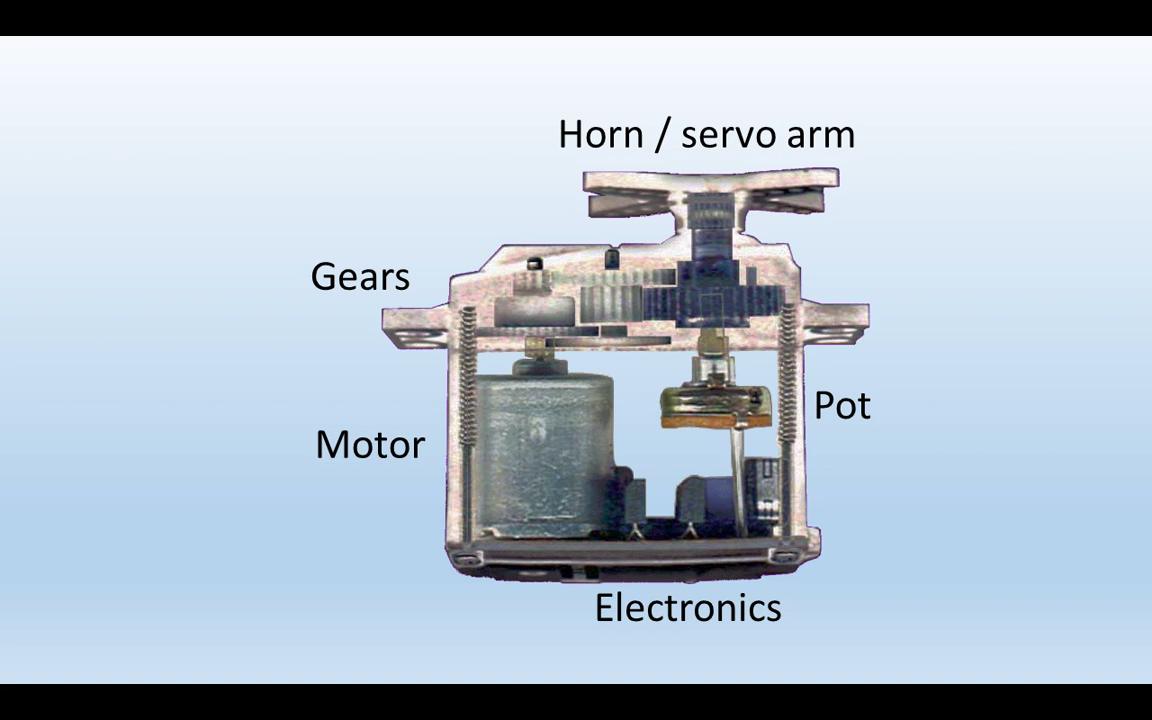 Horn / servo arm
Gears
Pot
Motor
Electronics